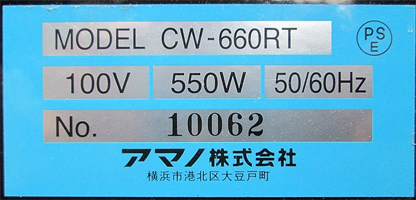 MODEL CW-660RT PSE
100V 550W 50/60Hz
No. 10062
アマノ株式会社
横浜市港北区大豆戸町